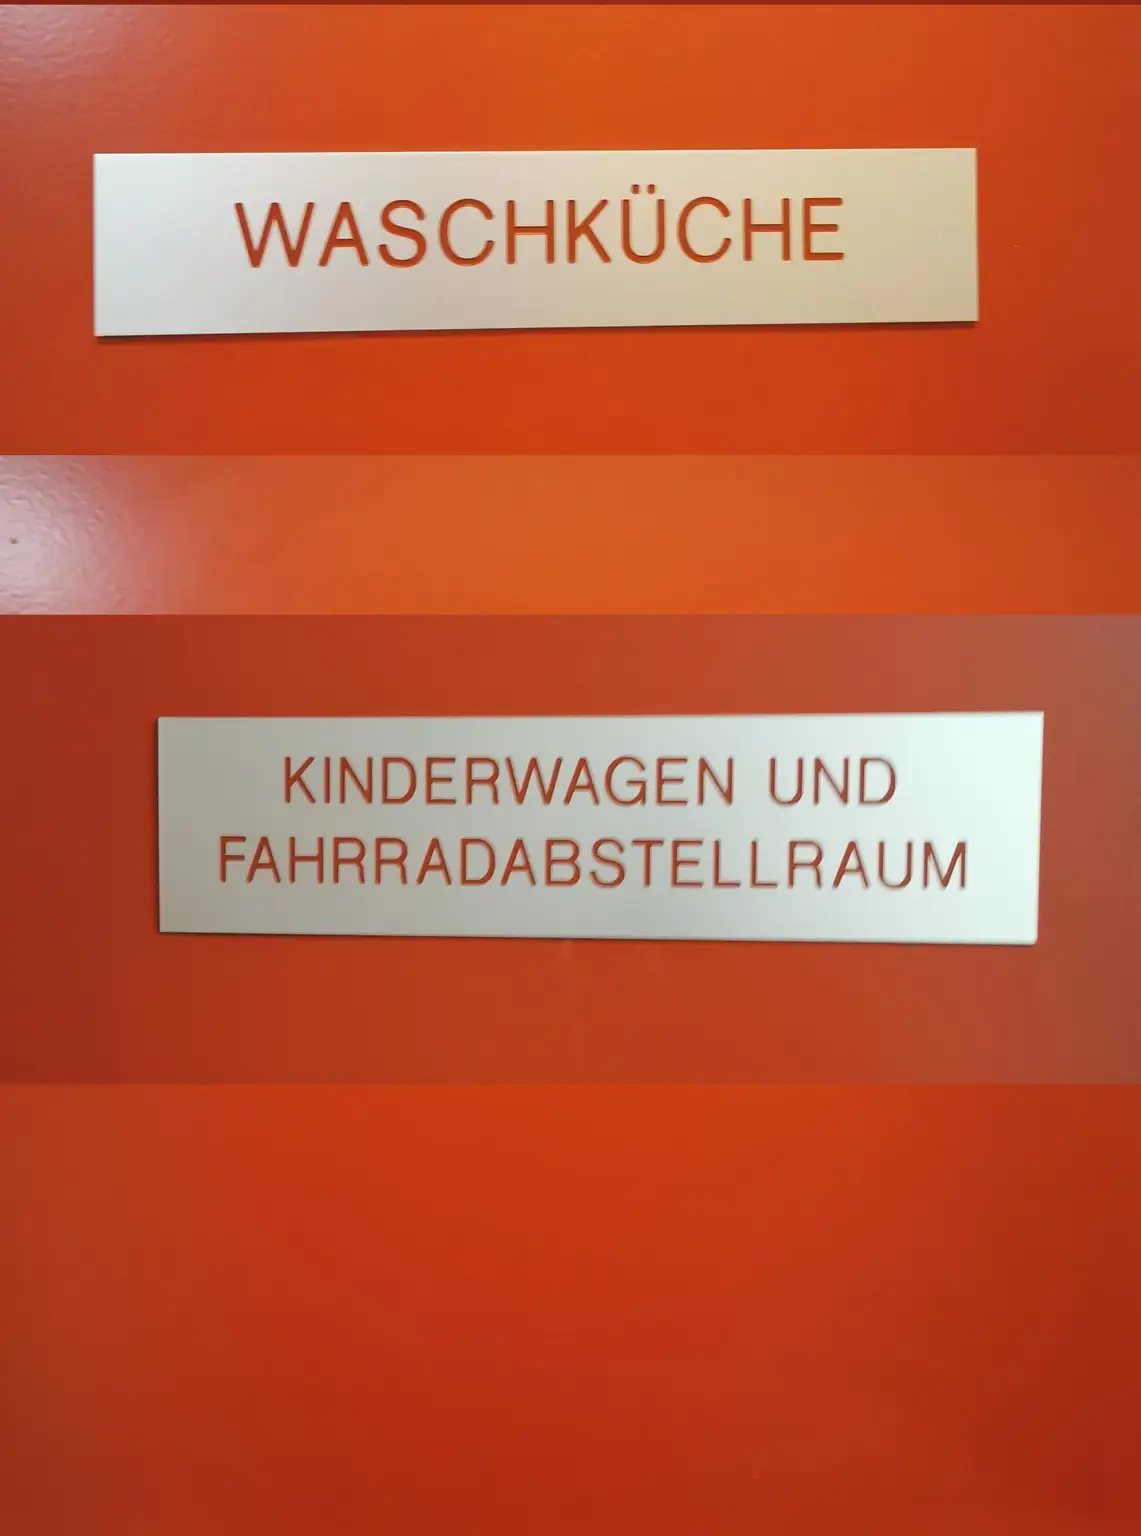 WASCHKÜCHE
KINDERWAGEN UND
FAHRRADABSTELLRAUM